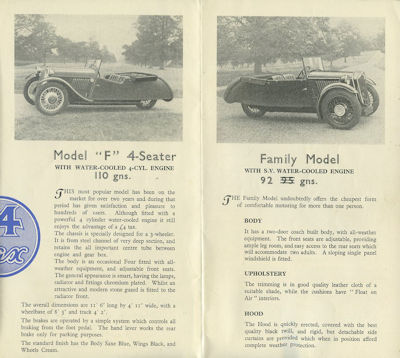 Model "F" 4-Seater
WITH WATER-COOLED 4-CYL. ENGINE
110 gns.
THIS most popular model has been on the
market for over two years and during that
period has given satisfaction and pleasure to
hundreds of users. Although fitted with a
powerful 4 cylinder water-cooled engine it still
enjoys the advantage of a £4 tax.
The chassis is specially designed for a 3-wheeler.
It is from steel channel of very deep section, and
retains the all important centre tube between
engine and gear box.
The body is an occasional Four fitted with all-
weather equipment, and adjustable front seats.
The general appearance is smart, having the lamps,
radiator and fittings chromium plated. Whilst an
attractive and modern stone guard is fitted to the
radiator front.
The overall dimensions are 11' 6" long by 4' 11" wide, with a
wheelbase of 8' 3" and track 4' 2".
The brakes are operated by a simple system which controls all
braking from the foot pedal. The hand lever works the rear
brake only for parking purposes.
The standard finish has the Body Saxe Blue, Wings Black, and
Wheels Cream.
4
ex
Family Model
WITH S.V. WATER-COOLED ENGINE
92 95 gns.
THE Family Model undoubtedly offers the cheapest form
of comfortable motoring for more than one person.
BODY
It has a two-door coach built body, with all-weather
equipment. The front seats are adjustable, providing
ample leg room, and easy access to the rear seats which
will accommodate two adults. A sloping single panel
windshield is fitted.
UPHOLSTERY
The trimming is in good quality leather cloth of a
suitable shade, while the cushions have "Float on
Air" interiors.
HOOD
The Hood is quickly erected, covered with the best
quality black twill, and rigid, but detachable side
curtains are provided which when in position afford
complete weather protection.